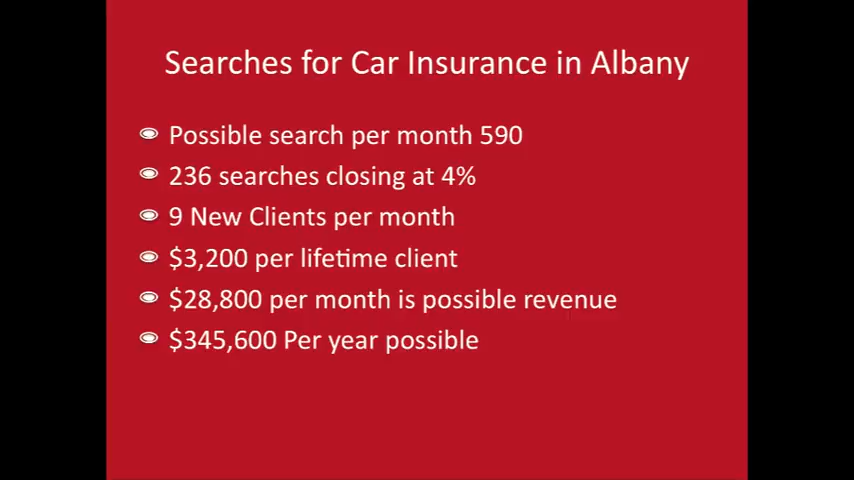 Searches for Car Insurance in Albany
Possible search per month 590
236 searches closing at 4%
9 New Clients per month
$3,200 per lifetime client
$28,800 per month is possible revenue
$345,600 Per year possible